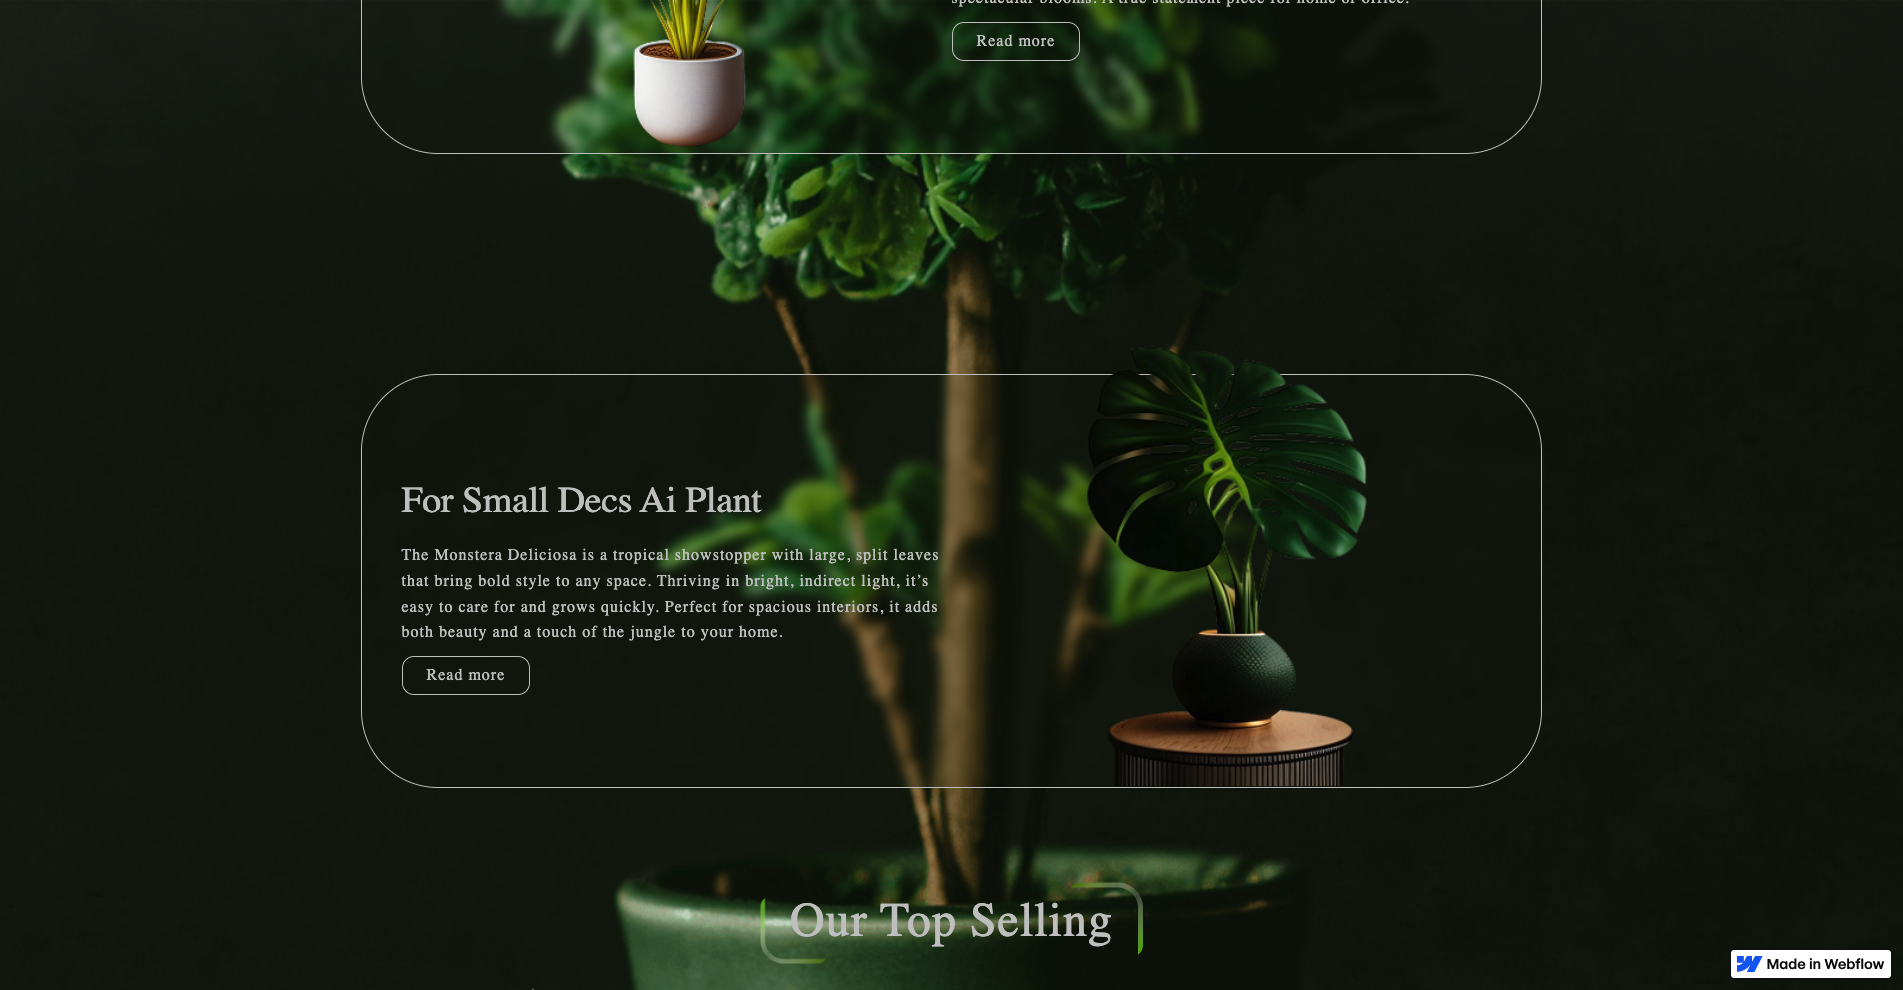 spectacular blooms. A true statement piece for home or office.
Read more
For Small Decs Ai Plant
The Monstera Deliciosa is a tropical showstopper with large, split leaves
that bring bold style to any space. Thriving in bright, indirect light, it’s
easy to care for and grows quickly. Perfect for spacious interiors, it adds
both beauty and a touch of the jungle to your home.
Read more
Our Top Selling
Made in Webflow